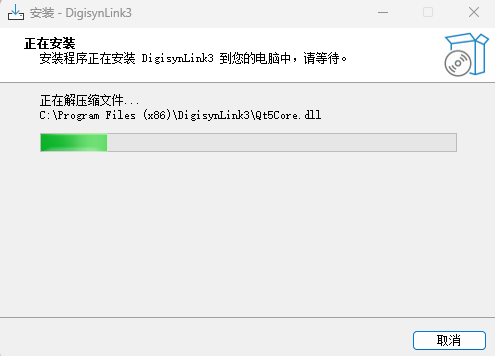 安装 - DigisynLink3
正在安装
安装程序正在安装 DigisynLink3 到您的电脑中，请等待。
正在解压缩文件...
C:\Program Files (x86)\DigisynLink3\Qt5Core.dll
取消